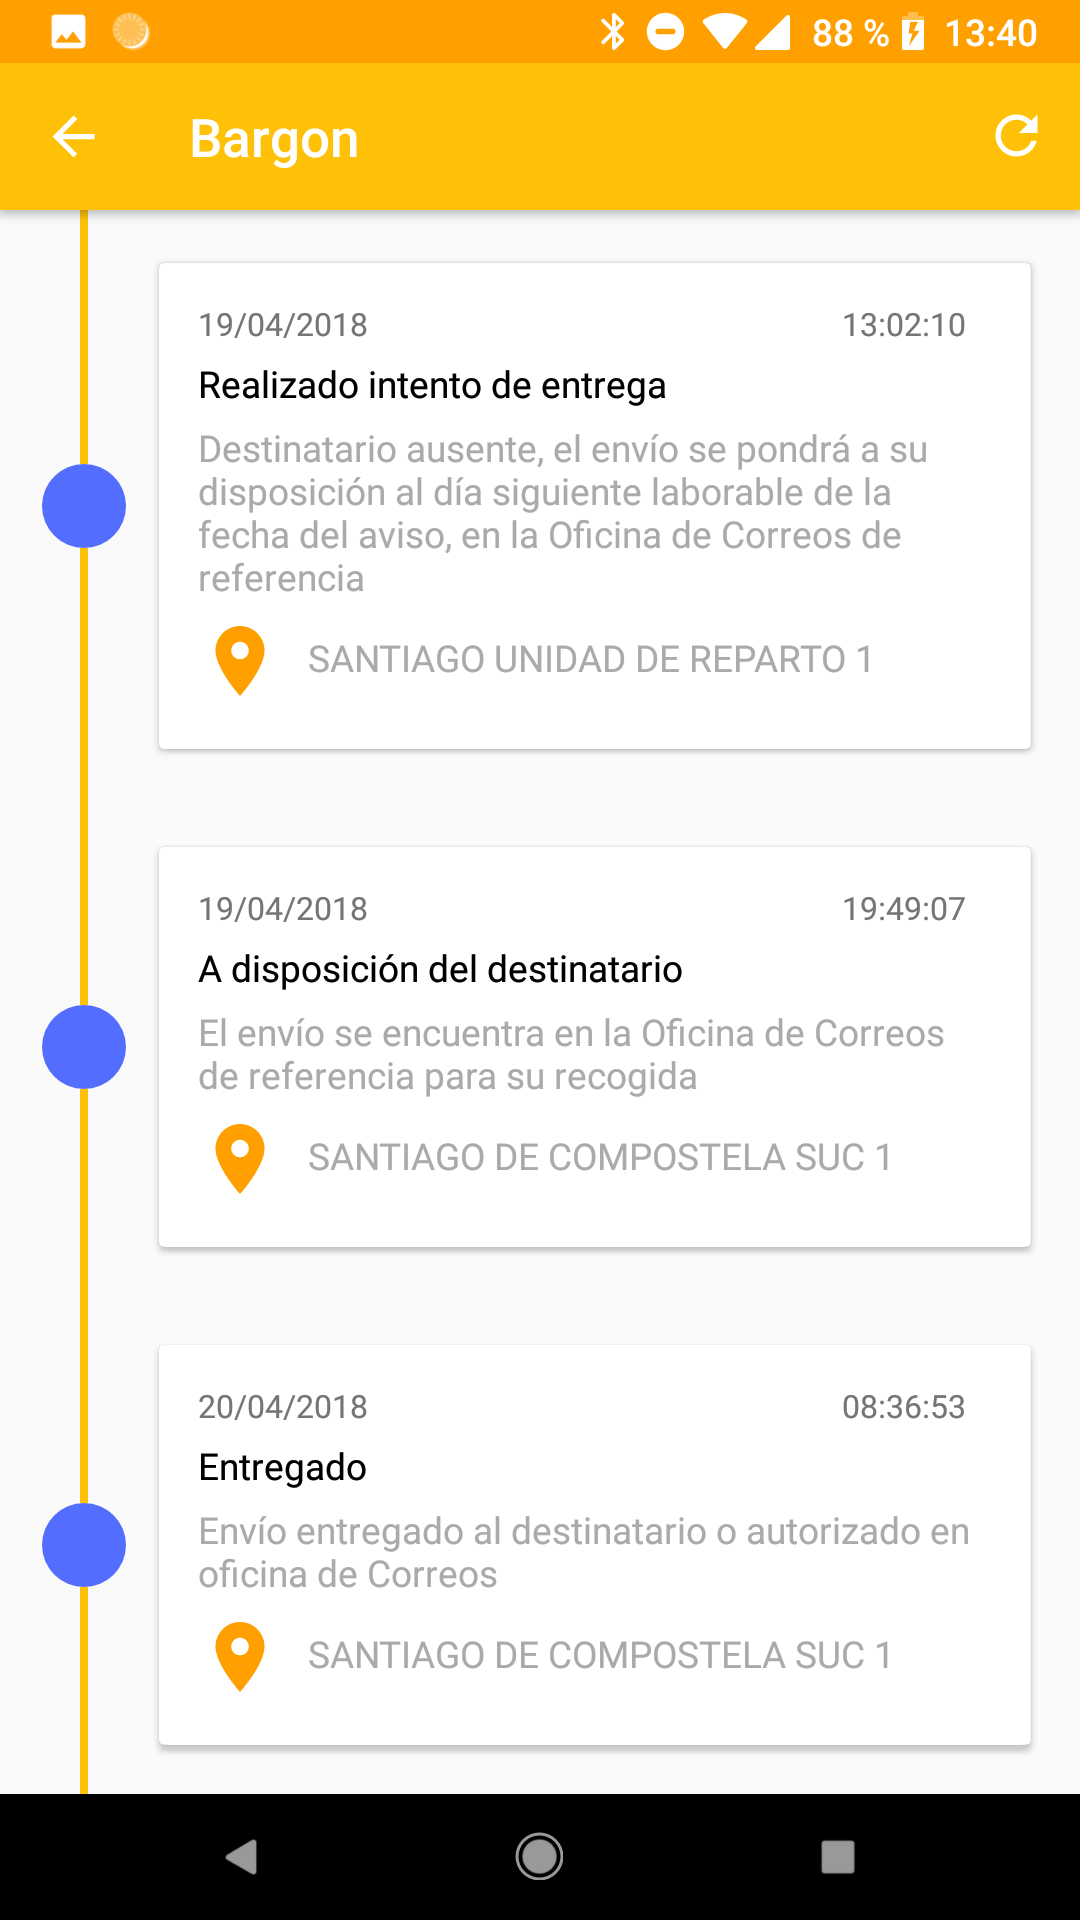 88 % 13:40
Bargon
19/04/2018 13:02:10
Realizado intento de entrega
Destinatario ausente, el envío se pondrá a su
disposición al día siguiente laborable de la
fecha del aviso, en la Oficina de Correos de
referencia
SANTIAGO UNIDAD DE REPARTO 1
19/04/2018 19:49:07
A disposición del destinatario
El envío se encuentra en la Oficina de Correos
de referencia para su recogida
SANTIAGO DE COMPOSTELA SUC 1
20/04/2018 08:36:53
Entregado
Envío entregado al destinatario o autorizado en
oficina de Correos
SANTIAGO DE COMPOSTELA SUC 1